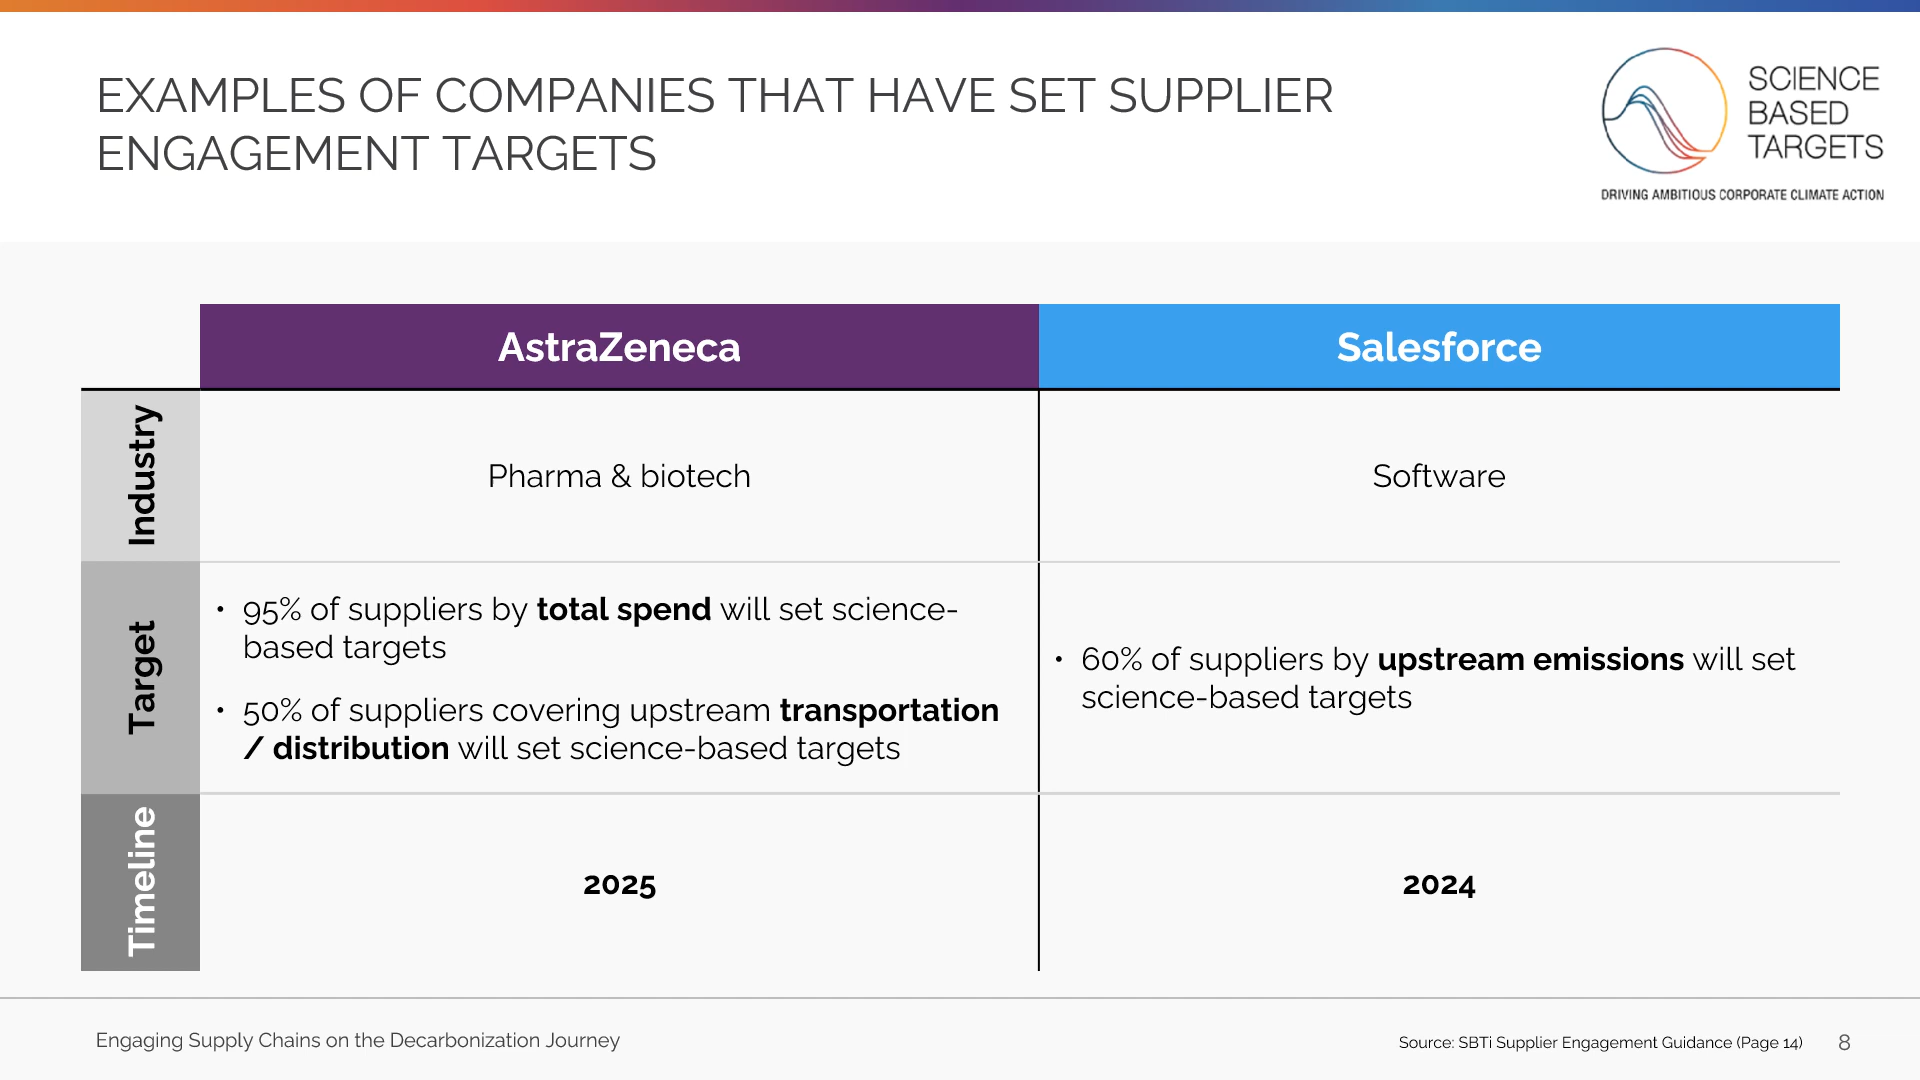 EXAMPLES OF COMPANIES THAT HAVE SET SUPPLIER
ENGAGEMENT TARGETS
SCIENCE
BASED
TARGETS
DRIVING AMBITIOUS CORPORATE CLIMATE ACTION
AstraZeneca
Salesforce
Industry
Pharma & biotech
Software
Target
• 95% of suppliers by total spend will set science-
based targets
• 50% of suppliers covering upstream transportation
/ distribution will set science-based targets
• 60% of suppliers by upstream emissions will set
science-based targets
Timeline
2025
2024
Engaging Supply Chains on the Decarbonization Journey
Source: SBTi Supplier Engagement Guidance (Page 14)
8